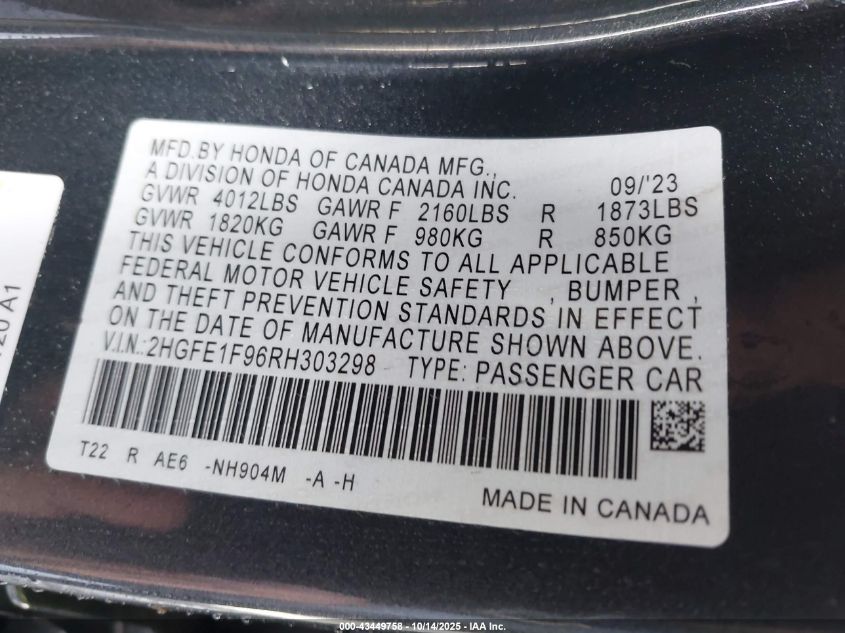 MFD.BY HONDA OF CANADA MFG.,
A DIVISION OF HONDA CANADA INC. 09/'23
GVWR 4012LBS GAWR F 2160LBS R 1873LBS
GVWR 1820KG GAWR F 980KG R 850KG
THIS VEHICLE CONFORMS TO ALL APPLICABLE
FEDERAL MOTOR VEHICLE SAFETY , BUMPER ,
AND THEFT PREVENTION STANDARDS IN EFFECT
ON THE DATE OF MANUFACTURE SHOWN ABOVE.
V.I.N.:2HGFE1F96RH303298 TYPE: PASSENGER CAR
T22 R AE6 -NH904M -A -H
MADE IN CANADA
20 A1
000-43449758 - 10/14/2025 - IAA Inc.